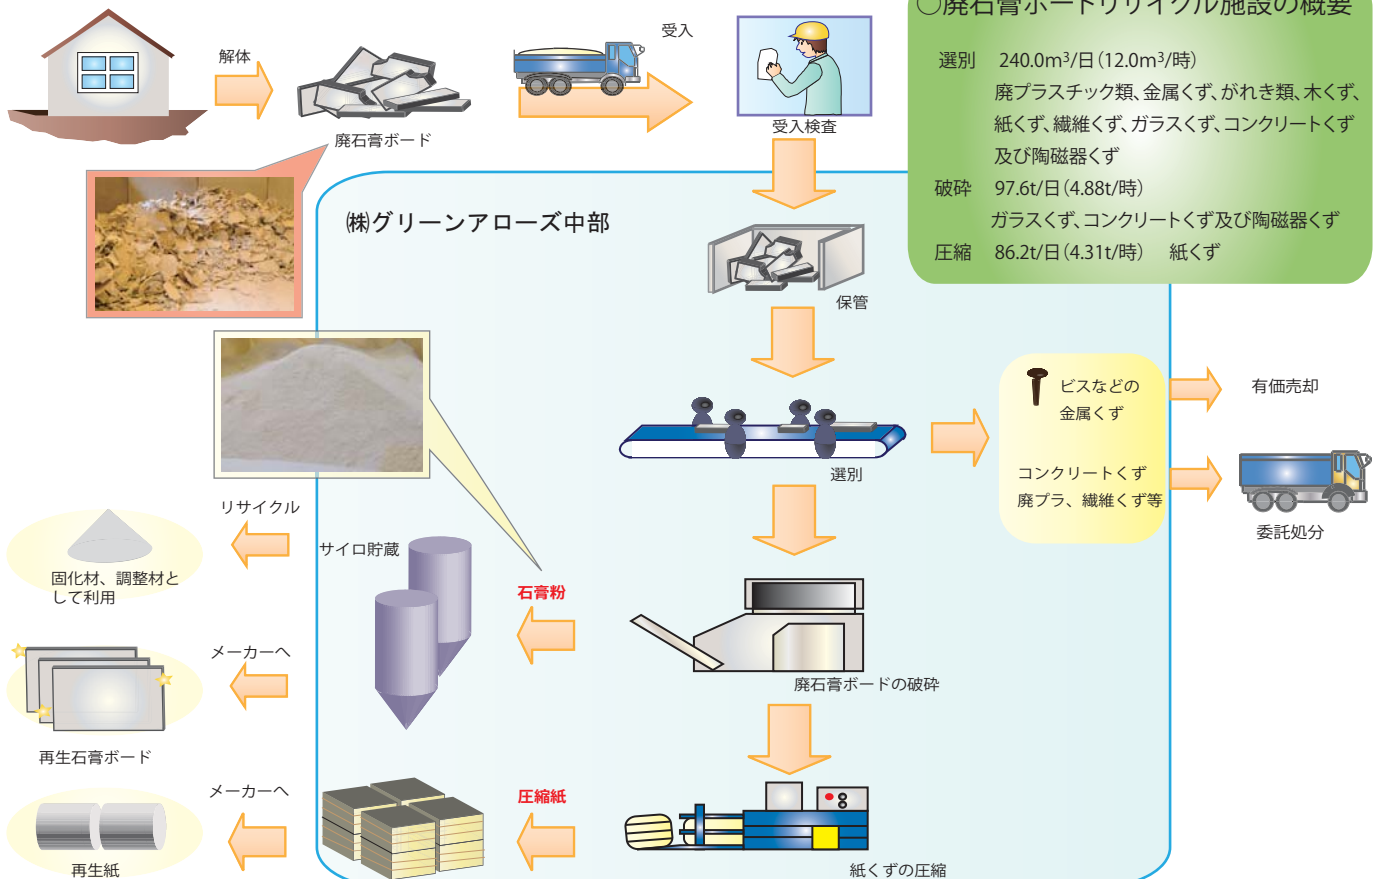 ○廃石膏ボードリサイクル施設の概要
選別 240.0m³/日(12.0m³/時)
廃プラスチック類、金属くず、がれき類、木くず、
紙くず、繊維くず、ガラスくず、コンクリートくず
及び陶磁器くず
破砕 97.6t/日(4.88t/時)
ガラスくず、コンクリートくず及び陶磁器くず
圧縮 86.2t/日(4.31t/時) 紙くず
解体
廃石膏ボード
受入
受入検査
㈱グリーンアローズ中部
保管
選別
ビスなどの
金属くず
有価売却
コンクリートくず
廃プラ、繊維くず等
委託処分
廃石膏ボードの破砕
石膏粉
サイロ貯蔵
リサイクル
固化材、調整材と
して利用
メーカーへ
再生石膏ボード
紙くずの圧縮
圧縮紙
メーカーへ
再生紙